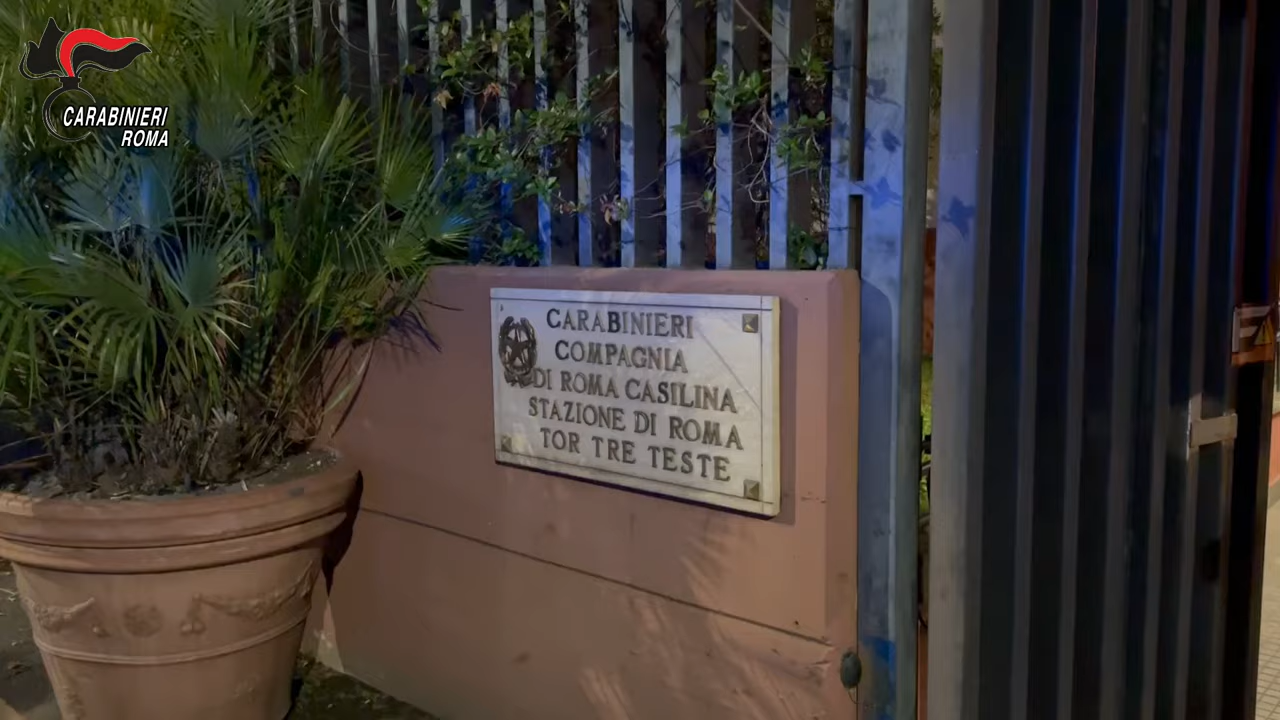 CARABINIERI
ROMA
CARABINIERI
COMPAGNIA
DI ROMA CASILINA
STAZIONE DI ROMA
TOR TRE TESTE